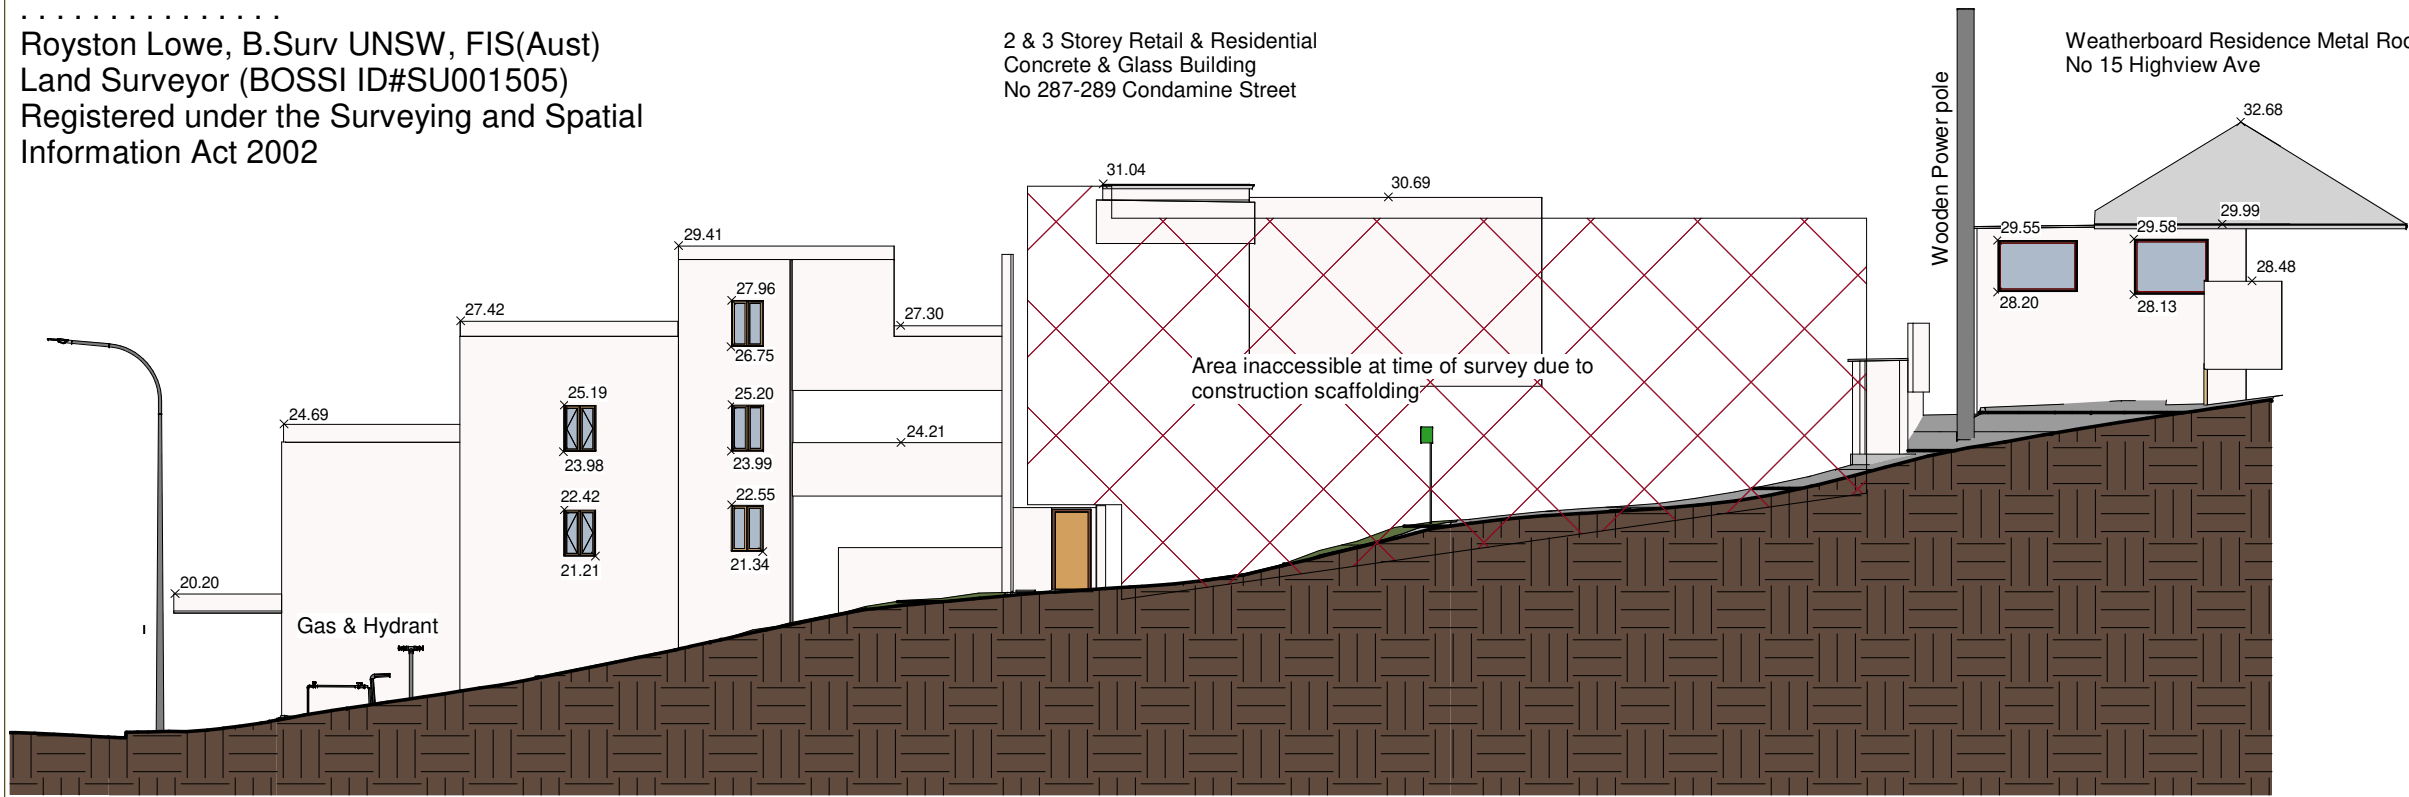 . . . . . . . . . . . . . . .
Royston Lowe, B.Surv UNSW, FIS(Aust)
Land Surveyor (BOSSI ID#SU001505)
Registered under the Surveying and Spatial
Information Act 2002
2 & 3 Storey Retail & Residential
Concrete & Glass Building
No 287-289 Condamine Street
Weatherboard Residence Metal Roo
No 15 Highview Ave
Wooden Power pole
32.68
31.04
30.69
29.99
29.55
29.58
29.41
28.48
28.20
28.13
27.96
27.42
27.30
26.75
Area inaccessible at time of survey due to
construction scaffolding
25.19
25.20
24.69
24.21
23.98
23.99
22.42
22.55
21.21
21.34
20.20
Gas & Hydrant